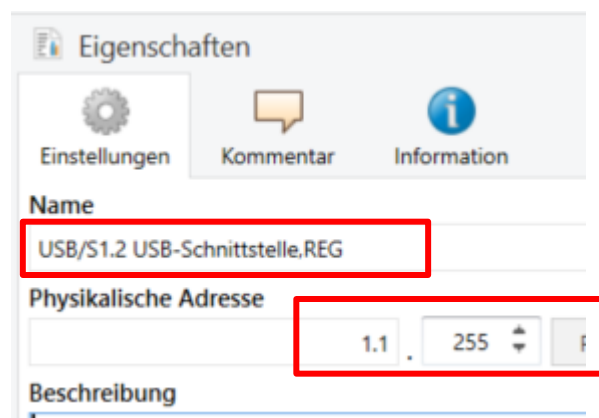 Eigenschaften
Einstellungen Kommentar Information
Name
USB/S1.2 USB-Schnittstelle,REG
Physikalische Adresse
1.1 . 255
Beschreibung